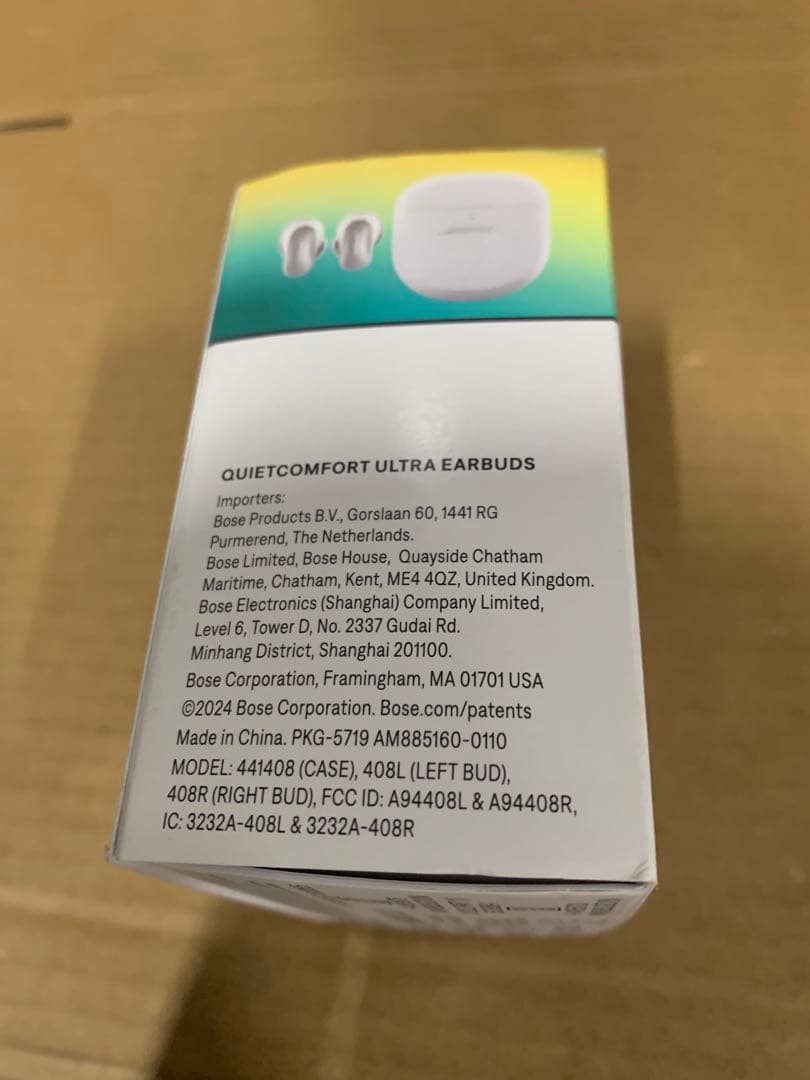 QUIETCOMFORT ULTRA EARBUDS
Importers:
Bose Products B.V., Gorslaan 60, 1441 RG
Purmerend, The Netherlands.
Bose Limited, Bose House, Quayside Chatham
Maritime, Chatham, Kent, ME4 4QZ, United Kingdom.
Bose Electronics (Shanghai) Company Limited,
Level 6, Tower D, No. 2337 Gudai Rd.
Minhang District, Shanghai 201100.
Bose Corporation, Framingham, MA 01701 USA
©2024 Bose Corporation. Bose.com/patents
Made in China. PKG-5719 AM885160-0110
MODEL: 441408 (CASE), 408L (LEFT BUD),
408R (RIGHT BUD), FCC ID: A94408L & A94408R,
IC: 3232A-408L & 3232A-408R